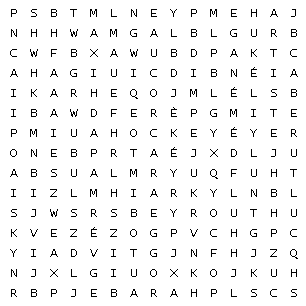 P S B T M L N E Y P M E H A J
N H H W A M G A L B L G U R B
C W F B X A W U B D P A K T C
A H A G I U I C D I B N É I A
I K A R H E Q O J M L É L S B
I B A W D F E R È P G M I T E
P M I U A H O C K E Y É Y E R
O N E B P R T A É J X D L J U
A B S U A L M R Y U Q F U H T
I I Z L M H I A R K Y L N B L
S J W S R S B E Y R O U T H U
K V E Z É Z O G P V C H G P C
Y I A D V I T G J N F H J Z Q
N J X L G I U O X K O J K U H
R B P J E B A R A H P L S C S